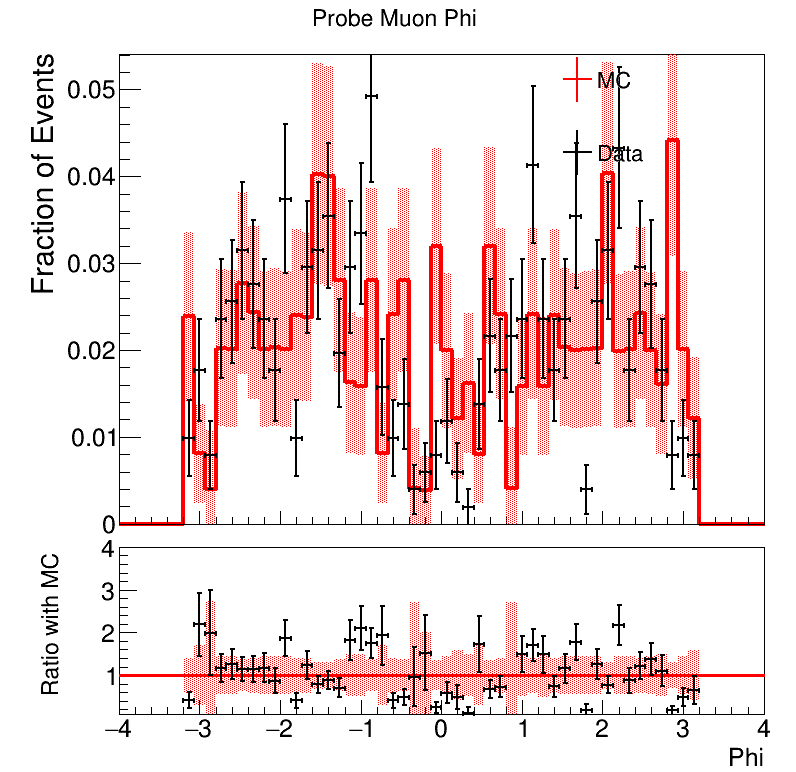 Probe Muon Phi
Fraction of Events
0.05
0.04
0.03
0.02
0.01
0
MC
Data
Ratio with MC
4
3
2
1
−4 −3 −2 −1 0 1 2 3 4
Phi